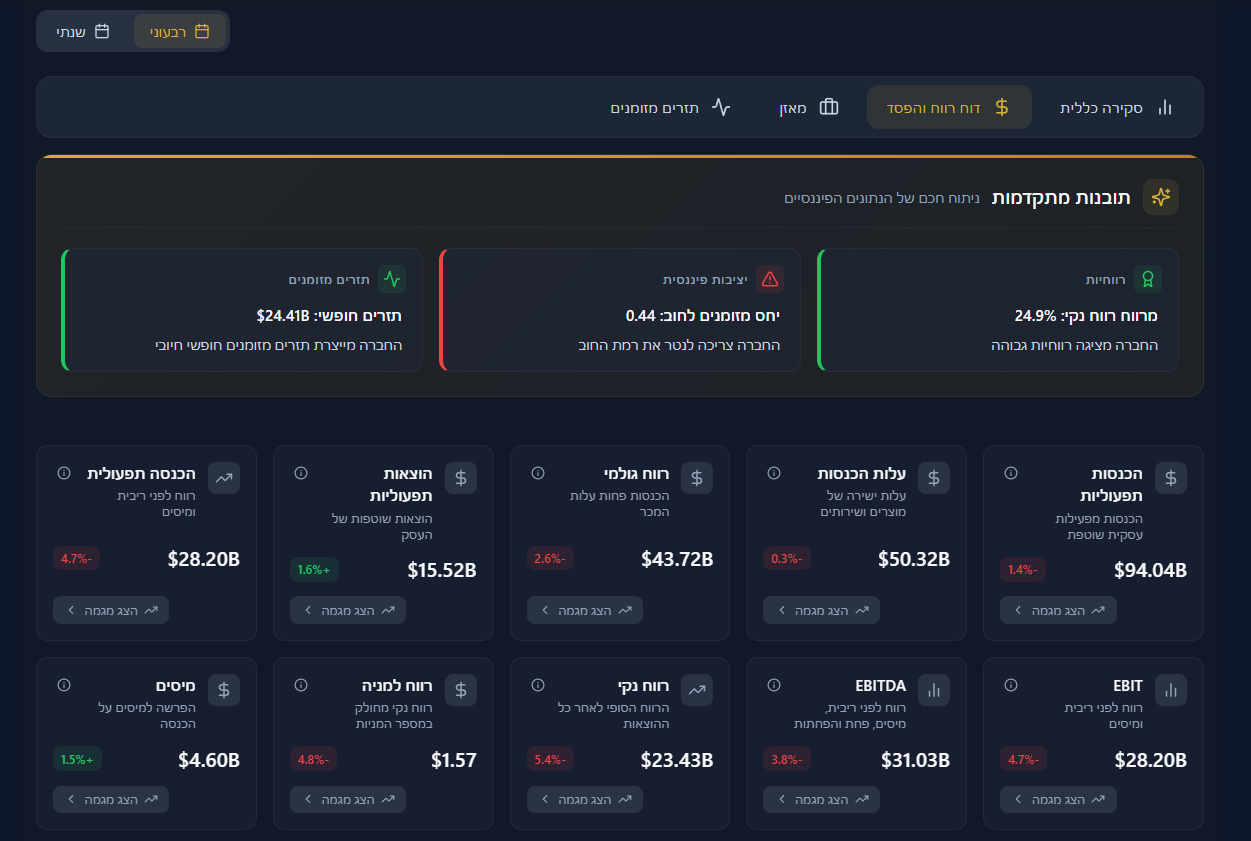 רבעוני
שנתי
סקירה כללית
דוח רווח והפסד
מאזן
תזרים מזומנים
תובנות מתקדמות
ניתוח חכם של הנתונים הפיננסיים
רווחיות
מרווח רווח נקי: 24.9%
החברה מציגה רווחיות גבוהה
יציבות פיננסית
יחס מזומנים לחוב: 0.44
החברה צריכה לנטר את רמת החוב
תזרים מזומנים
תזרים חופשי: $24.41B
החברה מייצרת תזרים מזומנים חופשי חיובי
הכנסות
תפעוליות
הכנסות מפעילות
עסקית שוטפת
$94.04B
1.4%-
הצג מגמה
עלות הכנסות
עלות ישירה של
מוצרים ושירותים
$50.32B
0.3%-
הצג מגמה
רווח גולמי
הכנסות פחות עלות
המכר
$43.72B
2.6%-
הצג מגמה
הוצאות
תפעוליות
הוצאות שוטפות של
העסק
$15.52B
1.6%+
הצג מגמה
הכנסה תפעולית
רווח לפני ריבית
ומיסים
$28.20B
4.7%-
הצג מגמה
EBIT
רווח לפני ריבית
ומיסים
$28.20B
4.7%-
הצג מגמה
EBITDA
רווח לפני ריבית,
מיסים, פחת והפחתות
$31.03B
3.8%-
הצג מגמה
רווח נקי
הרווח הסופי לאחר כל
ההוצאות
$23.43B
5.4%-
הצג מגמה
רווח למניה
רווח נקי מחולק
במספר המניות
$1.57
4.8%-
הצג מגמה
מיסים
הפרשה למיסים על
הכנסה
$4.60B
1.5%+
הצג מגמה